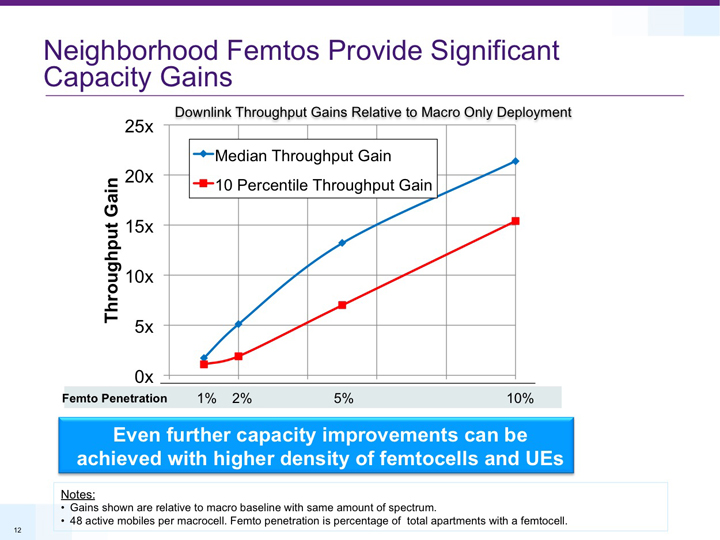 Neighborhood Femtos Provide Significant
Capacity Gains
Downlink Throughput Gains Relative to Macro Only Deployment
25x
20x
15x
10x
5x
0x
Throughput Gain
Median Throughput Gain
10 Percentile Throughput Gain
Femto Penetration 1% 2% 5% 10%
Even further capacity improvements can be
achieved with higher density of femtocells and UEs
Notes:
• Gains shown are relative to macro baseline with same amount of spectrum.
• 48 active mobiles per macrocell. Femto penetration is percentage of total apartments with a femtocell.
12